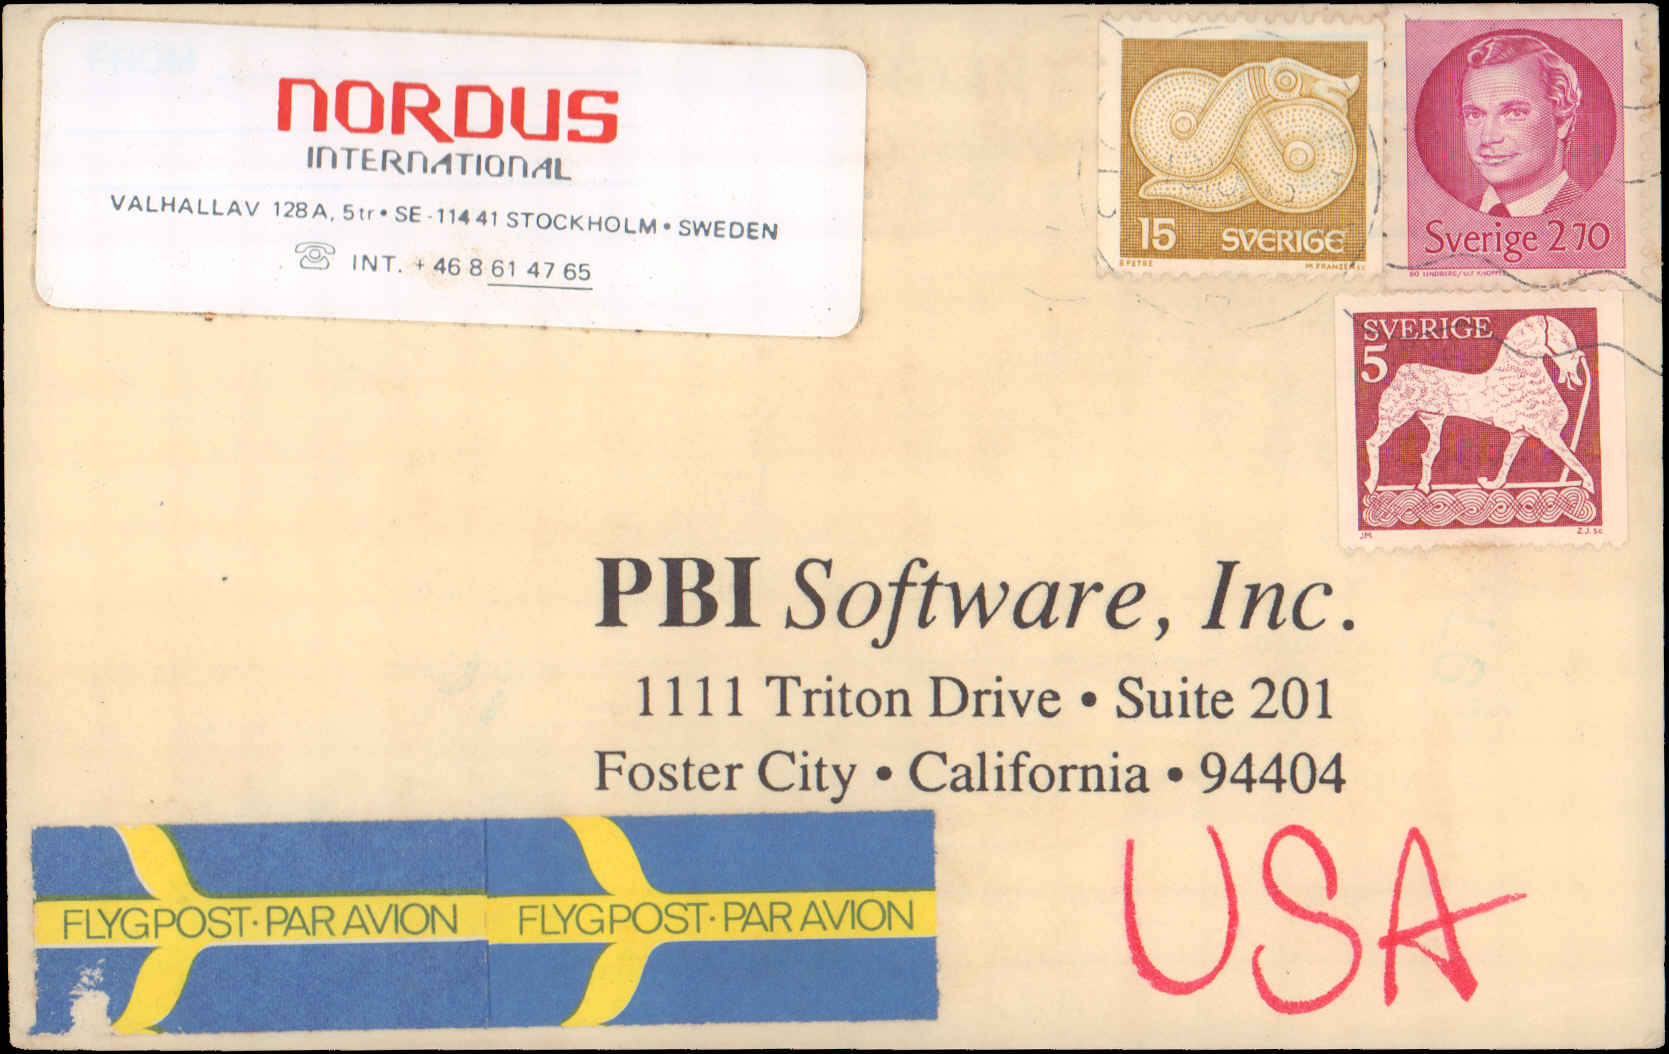 NORDUS
INTERNATIONAL
VALHALLAV 128A, 5tr • SE-114 41 STOCKHOLM • SWEDEN
INT. +46 8 61 47 65
15 SVERIGE
Sverige 2 70
SVERIGE
5
JM
Z.J. Sc
PBI Software, Inc.
1111 Triton Drive • Suite 201
Foster City • California • 94404
USA
FLYGPOST · PAR AVION FLYGPOST · PAR AVION